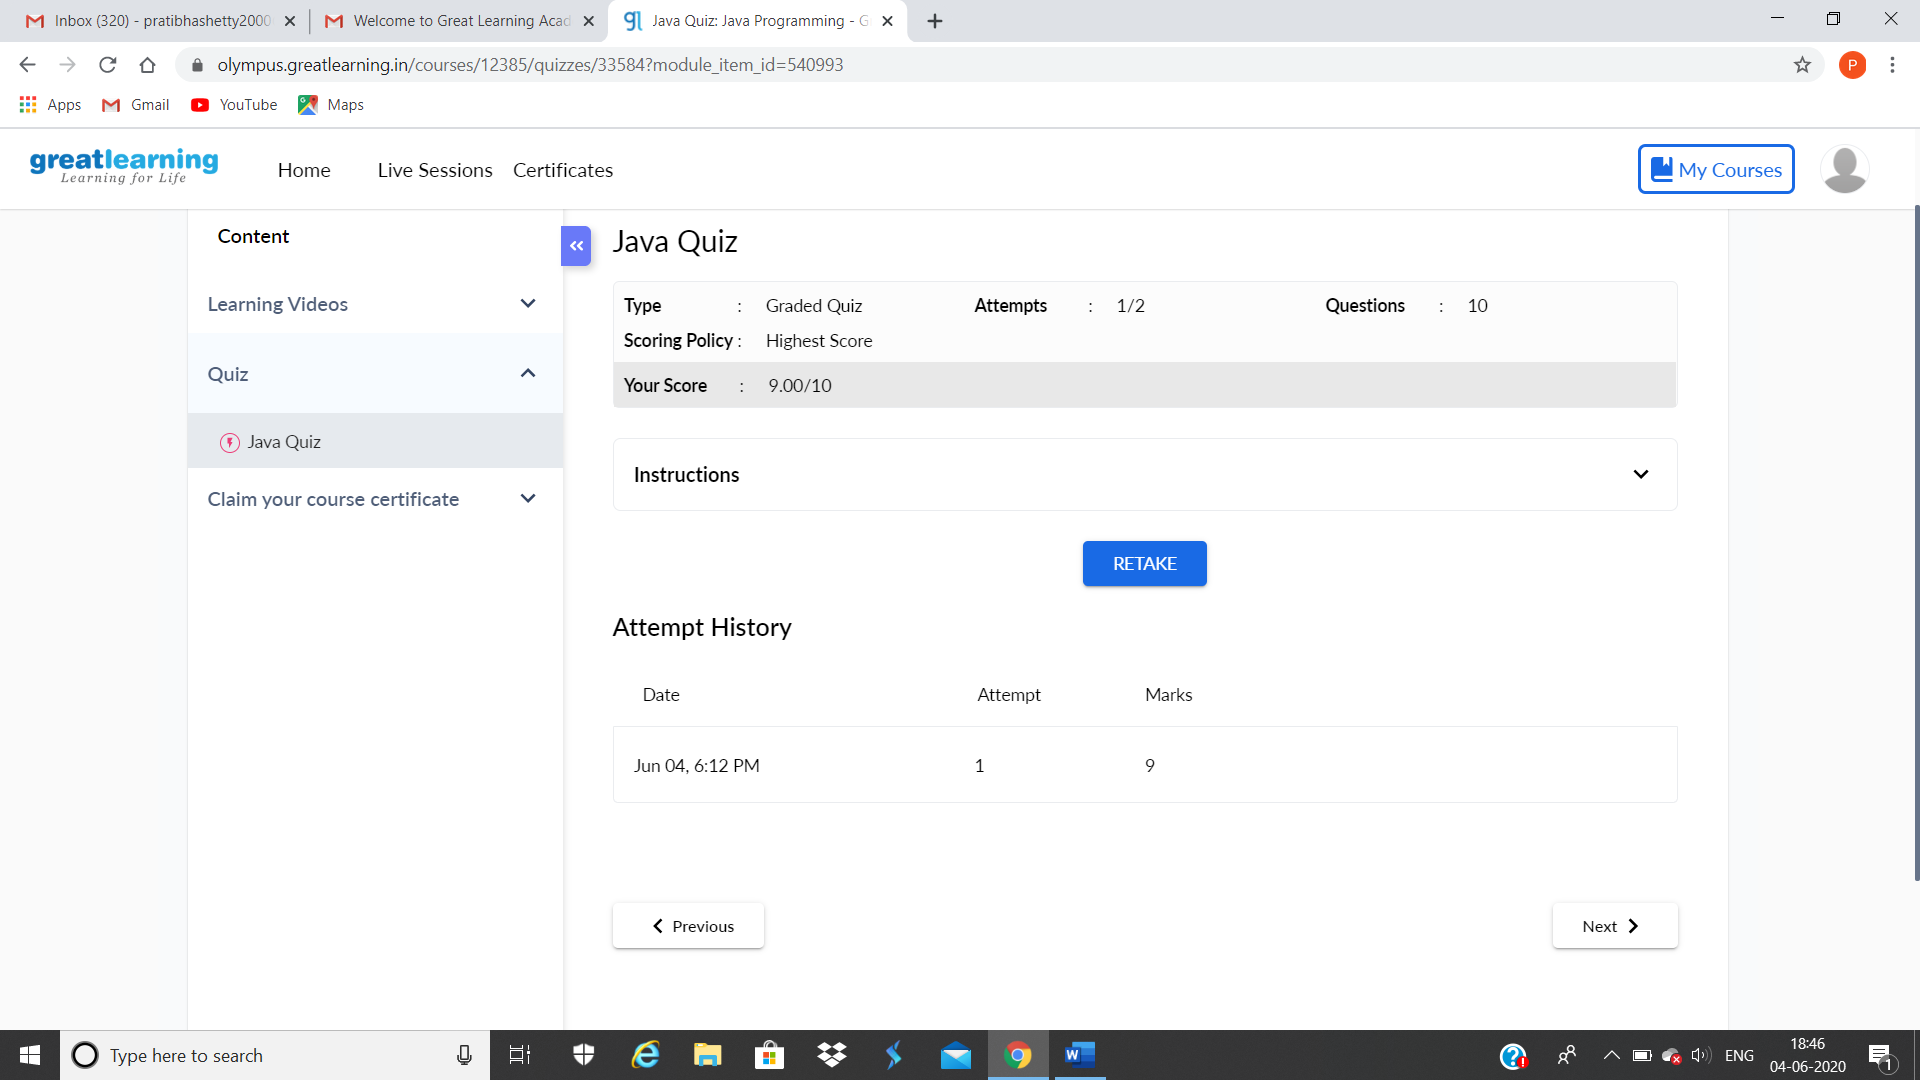 Inbox (320) - pratibhashetty2000
Welcome to Great Learning Acad
gl Java Quiz: Java Programming - G
olympus.greatlearning.in/courses/12385/quizzes/33584?module_item_id=540993
P
Apps Gmail YouTube Maps
greatlearning
Learning for Life
Home Live Sessions Certificates My Courses
Content
Learning Videos
Quiz
Java Quiz
Claim your course certificate
Java Quiz
Type : Graded Quiz Attempts : 1/2 Questions : 10
Scoring Policy : Highest Score
Your Score : 9.00/10
Instructions
RETAKE
Attempt History
Date Attempt Marks
Jun 04, 6:12 PM 1 9
Previous Next
Type here to search
ENG
18:46
04-06-2020
1